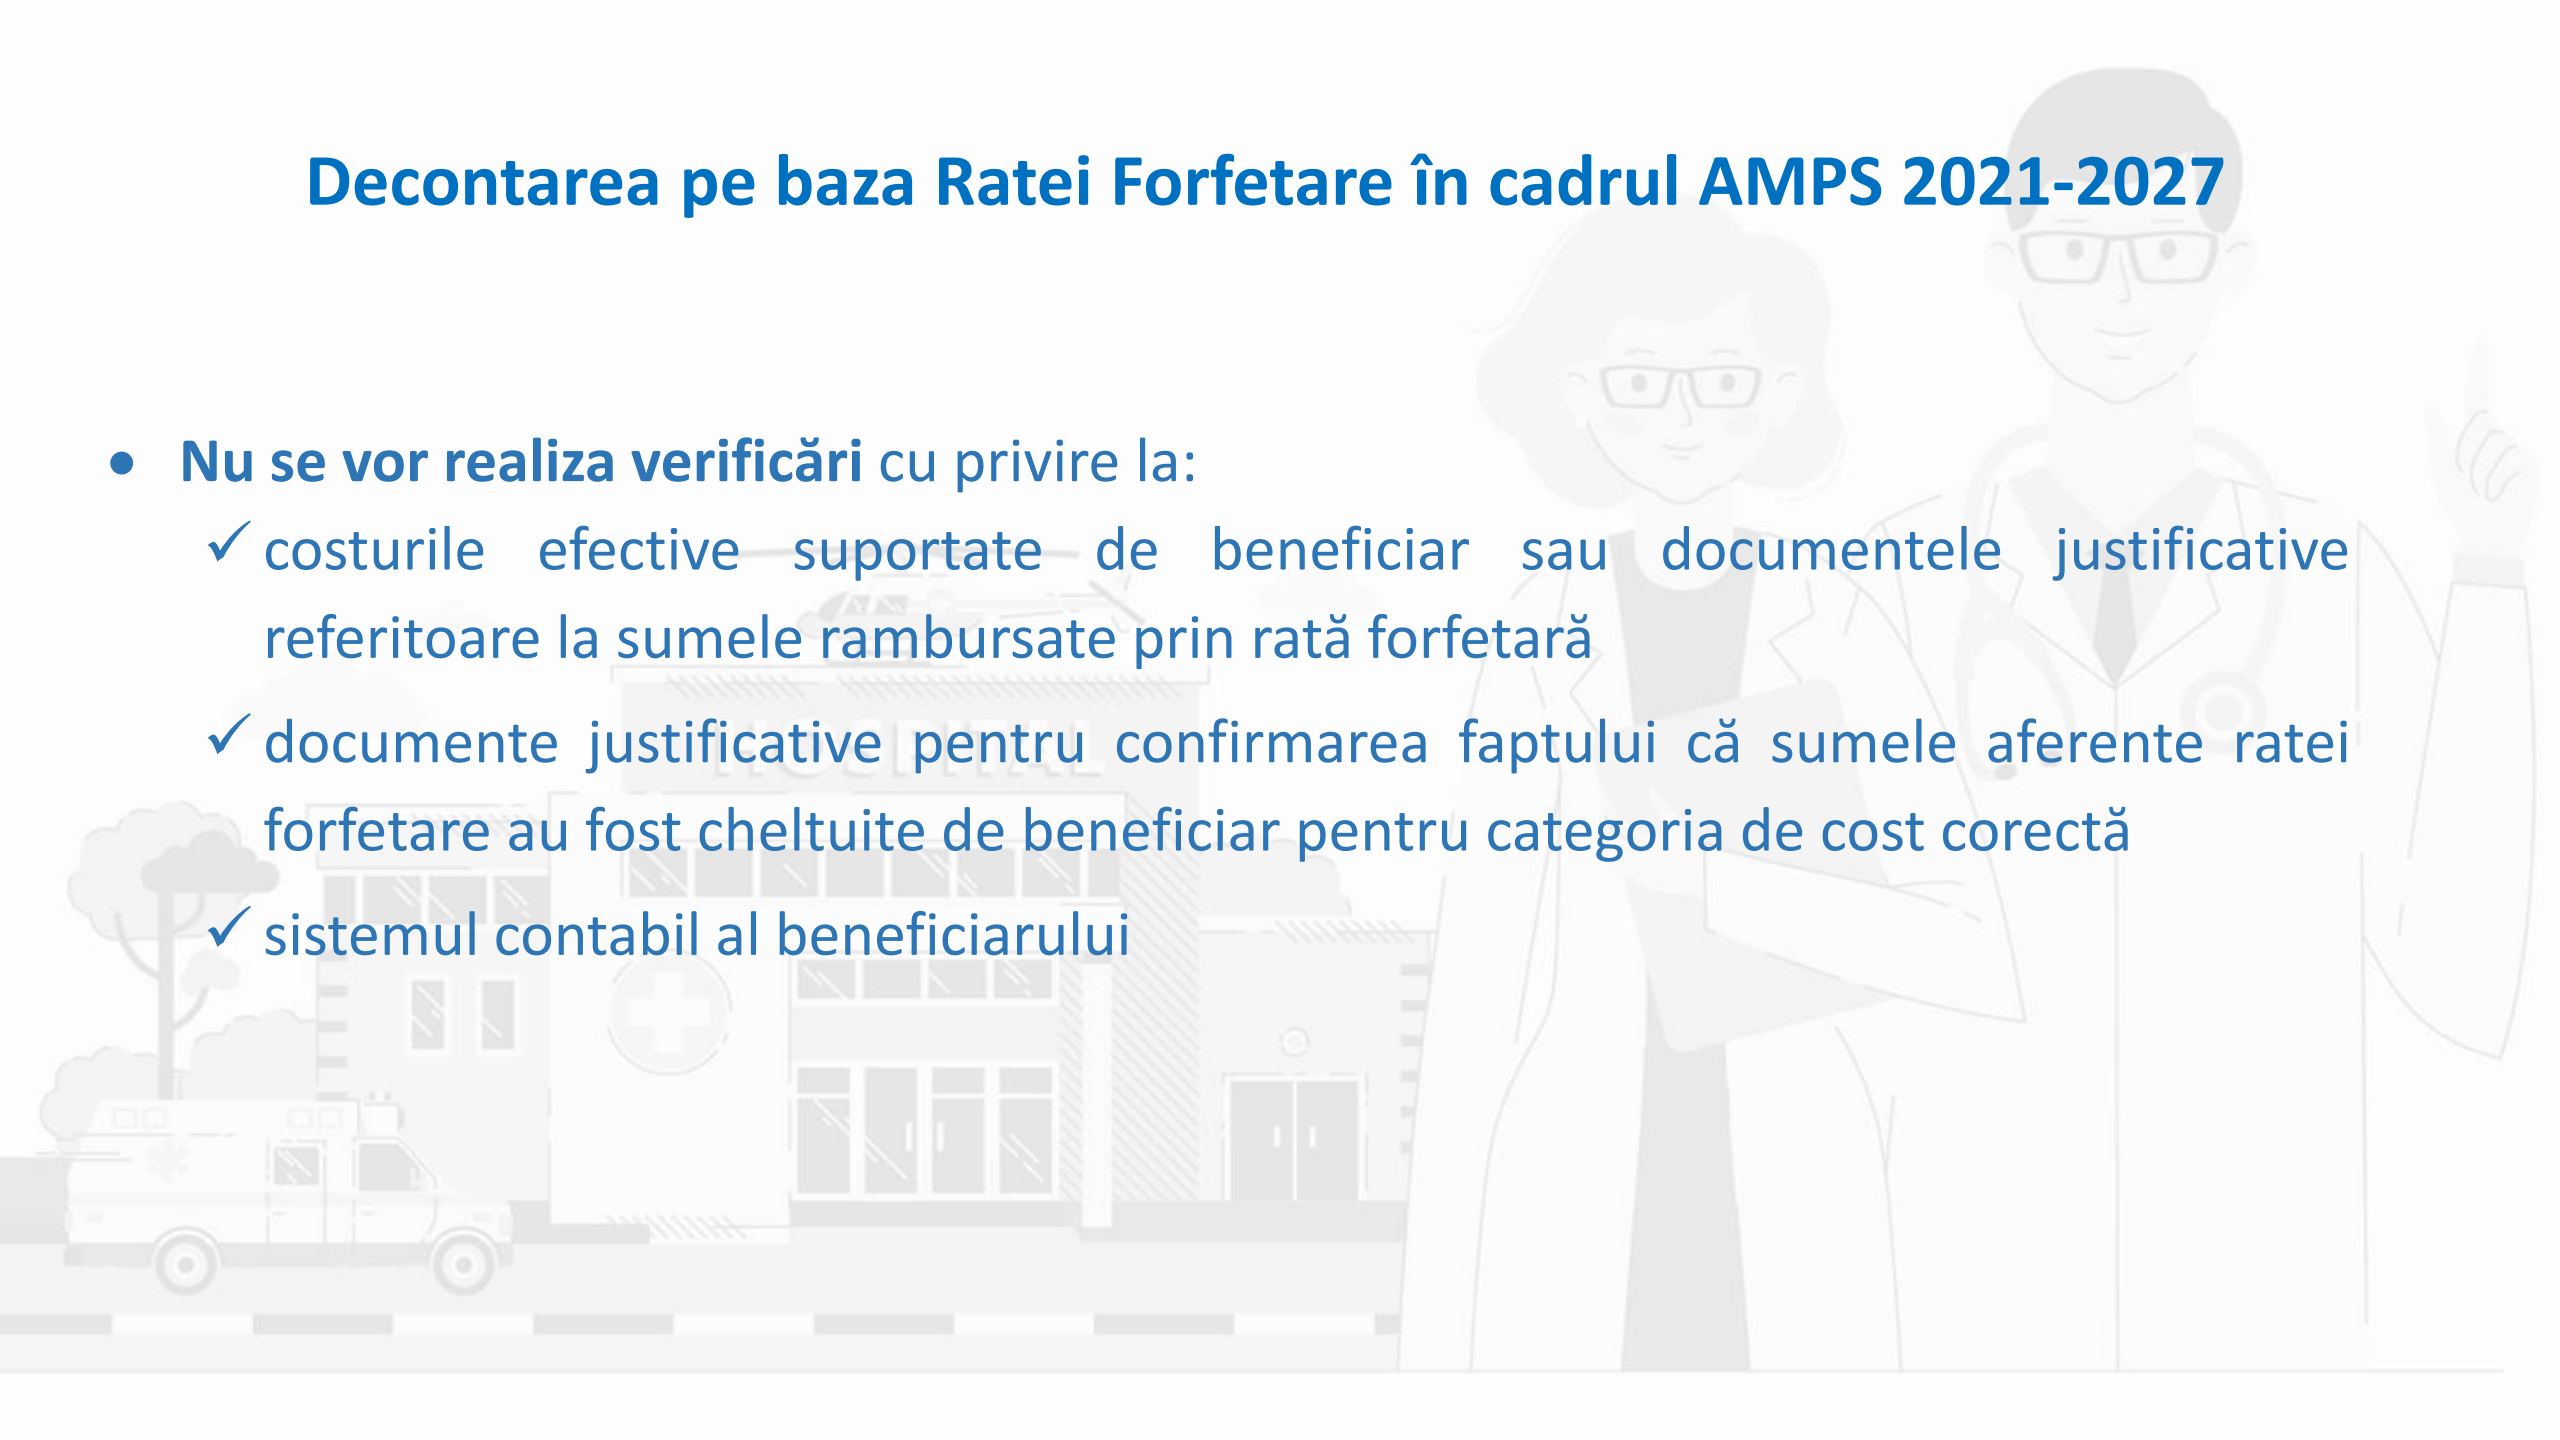 Decontarea pe baza Ratei Forfetare în cadrul AMPS 2021-2027
• Nu se vor realiza verificări cu privire la:
✓ costurile efective suportate de beneficiar sau documentele justificative
referitoare la sumele rambursate prin rată forfetară
HOSPITAL
✓ documente justificative pentru confirmarea faptului că sumele aferente ratei
forfetare au fost cheltuite de beneficiar pentru categoria de cost corectă
✓ sistemul contabil al beneficiarului